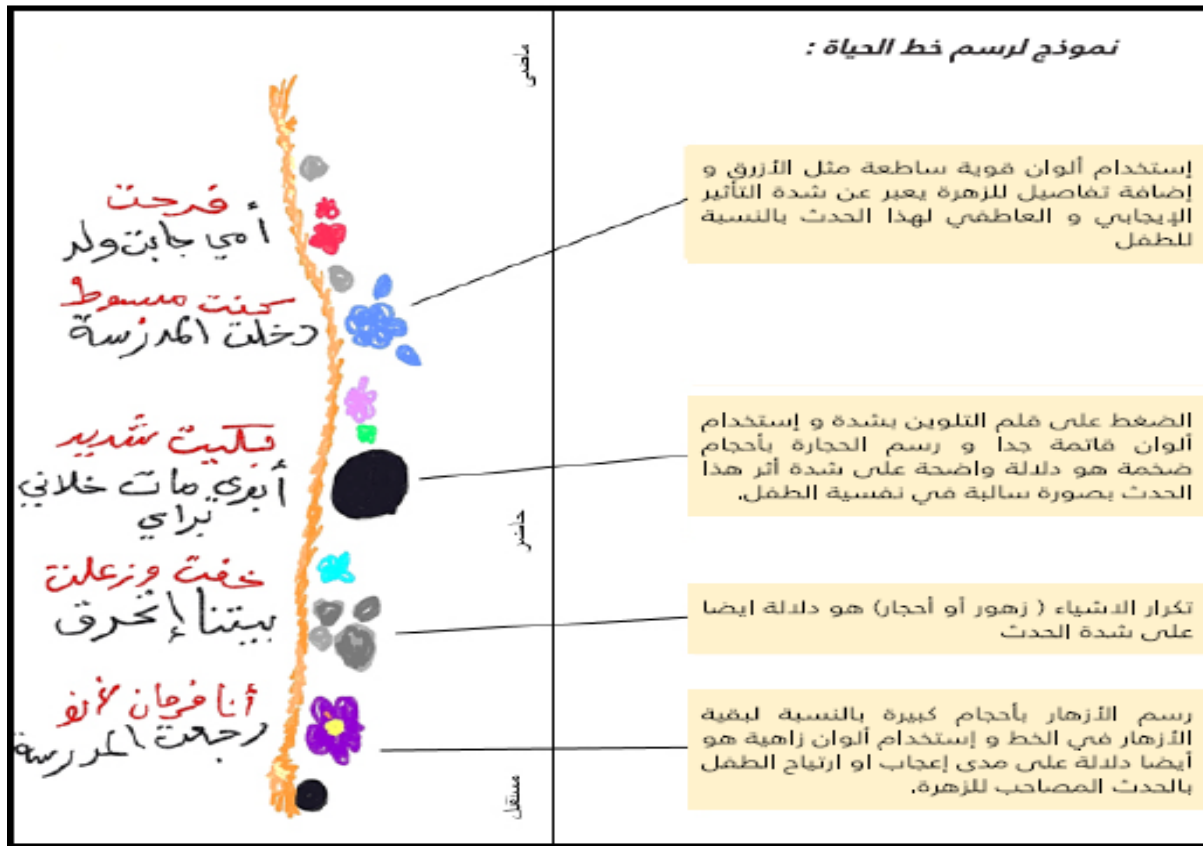 نموذج لرسم خط الحياة :
ماضي
إستخدام ألوان قوية ساطعة مثل الأزرق و
إضافة تفاصيل للزهرة يعبر عن شدة التأثير
الإيجابي و العاطفي لهذا الحدث بالنسبة
للطفل
فرحت
أمي جابت ولد
كنت مبسوط
دخلت المدرسة
الضغط على قلم التلوين بشدة و إستخدام
ألوان قاتمة جدا و رسم الحجارة بأحجام
ضخمة هو دلالة واضحة على شدة أثر هذا
الحدث بصورة سالبة في نفسية الطفل.
بكيت شديد
أبوي مات خلاني
براي
حاضر
خفت وزعلت
بيتنا إتحرق
تكرار الاشياء ( زهور أو أحجار) هو دلالة ايضا
على شدة الحدث
أنا فرحان لأنو
رجعت المدرسة
رسم الأزهار بأحجام كبيرة بالنسبة لبقية
الأزهار في الخط و إستخدام ألوان زاهية هو
أيضا دلالة على مدى إعجاب او ارتياح الطفل
بالحدث المصاحب للزهرة.
مستقل